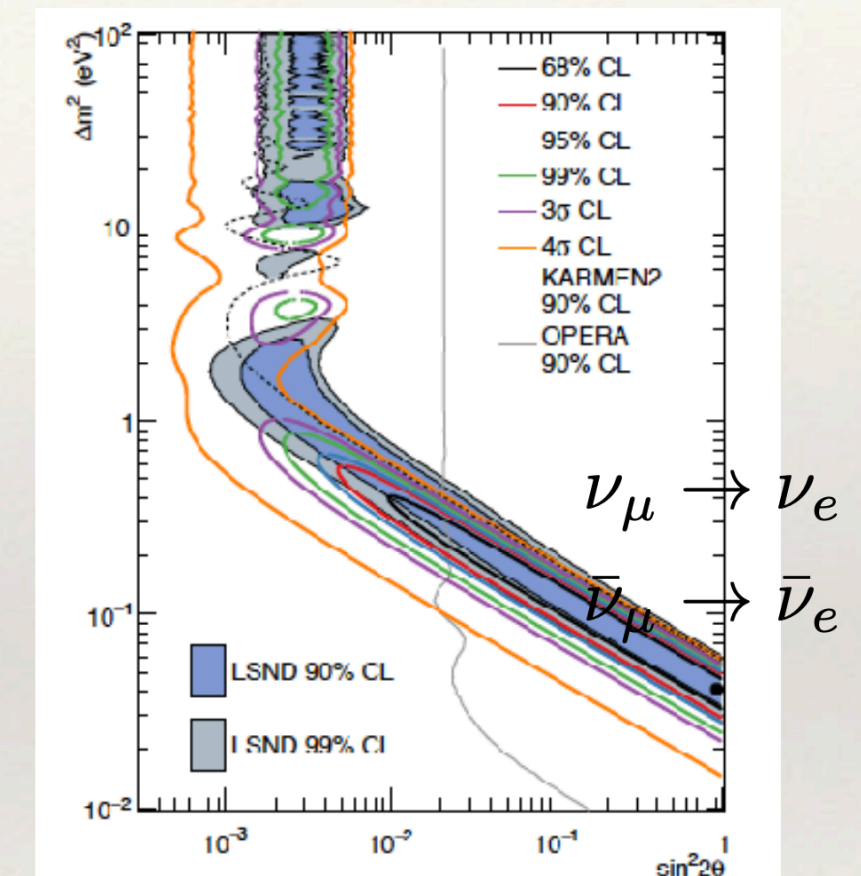 10²
Δm² (eV²)
68% CL
90% CL
95% CL
99% CL
3σ CL
4σ CL
KARMEN2
90% CL
OPERA
90% CL
10
1
10⁻¹
10⁻²
ν_μ → ν_e
ν̄_μ → ν̄_e
LSND 90% CL
LSND 99% CL
10⁻³ 10⁻² 10⁻¹ 1
sin²2θ